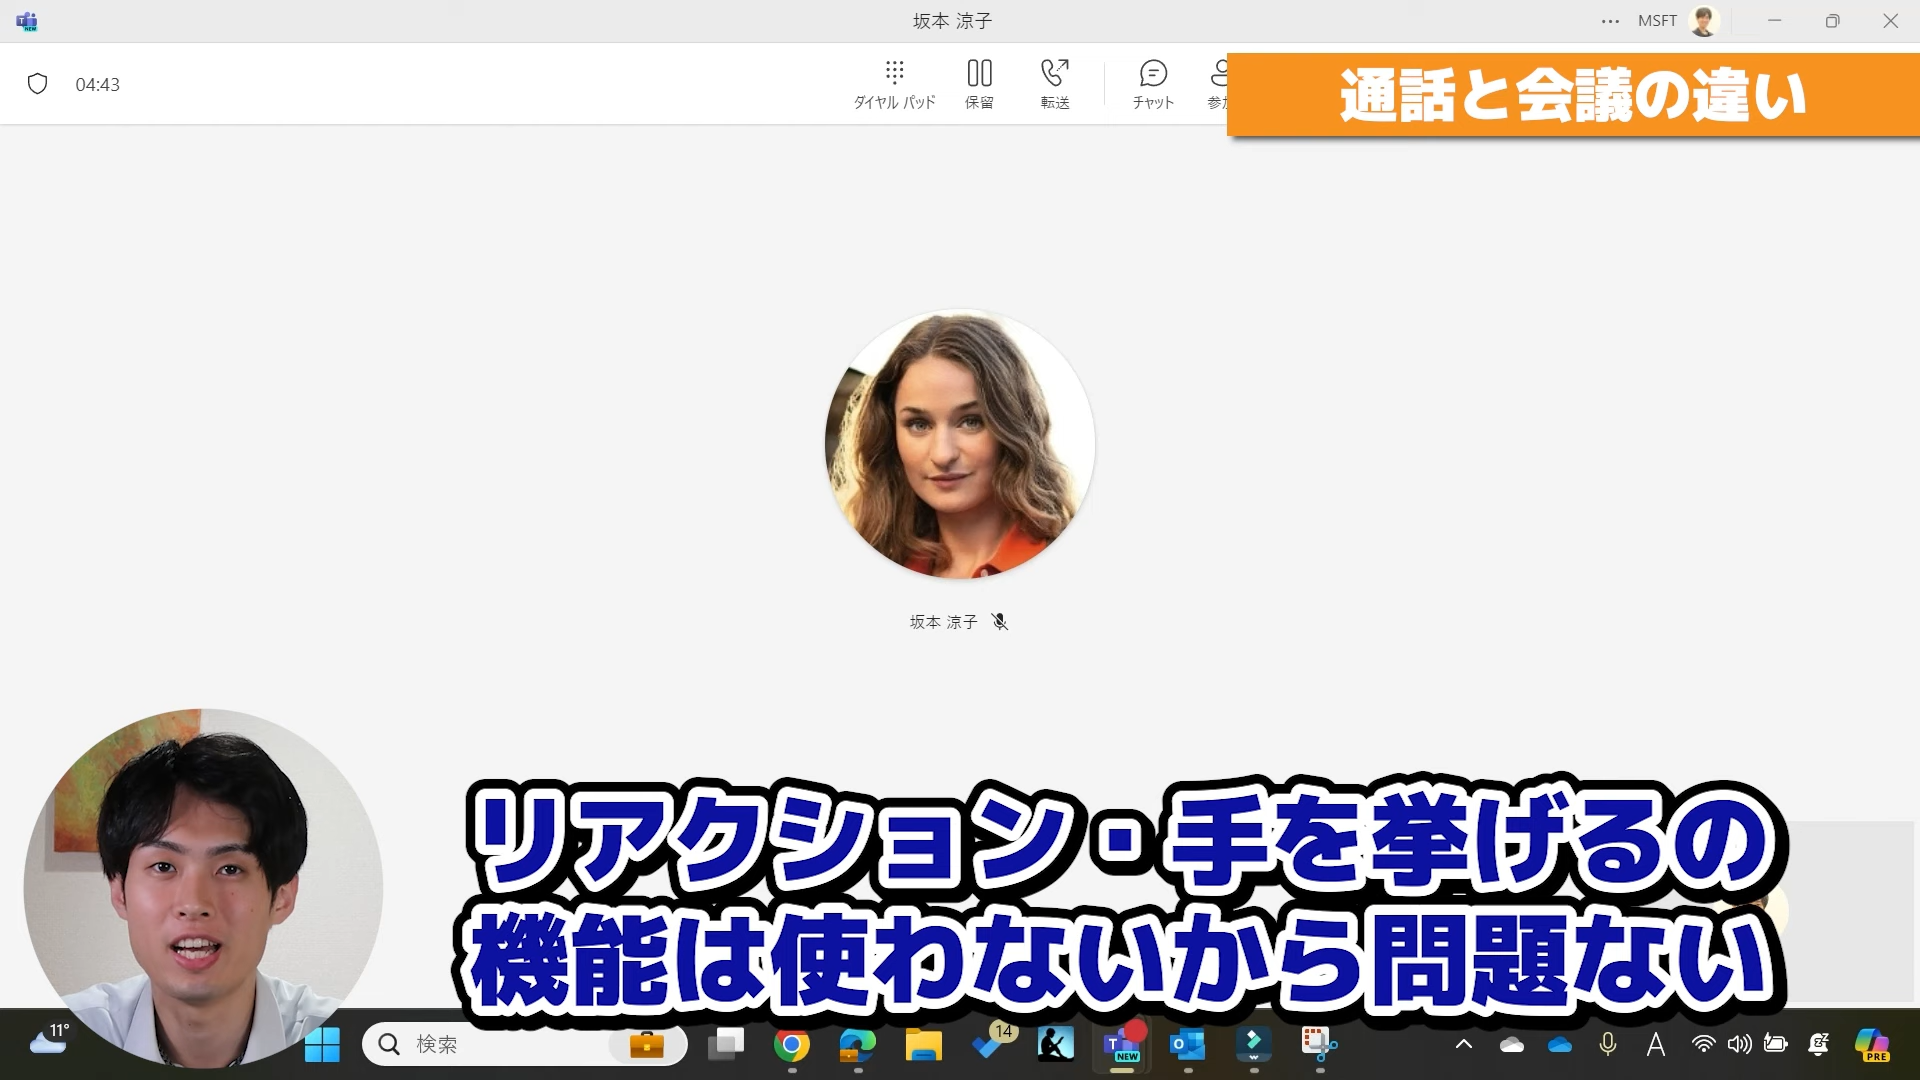 坂本 涼子
MSFT
04:43
ダイヤル パッド
保留
転送
チャット
通話と会議の違い
坂本 涼子
リアクション・手を挙げるの
機能は使わないから問題ない
11°
検索
14
NEW
A
PRE